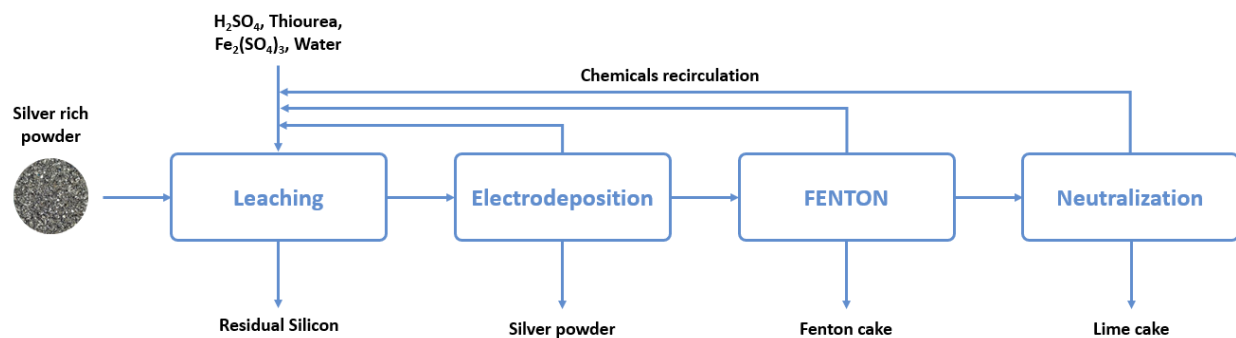 H₂SO₄, Thiourea,
Fe₂(SO₄)₃, Water
Chemicals recirculation
Silver rich
powder
Leaching
Electrodeposition
FENTON
Neutralization
Residual Silicon
Silver powder
Fenton cake
Lime cake